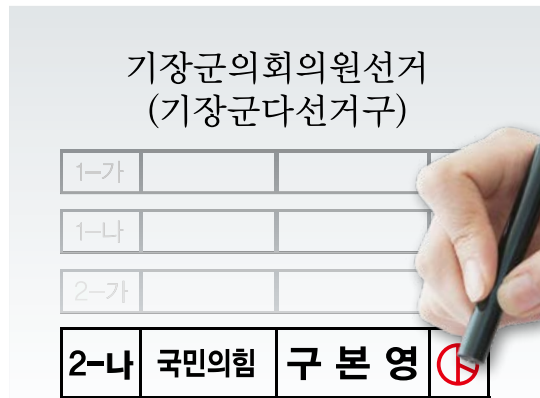 기장군의회의원선거
(기장군다선거구)
1-가
1-나
2-가
2-나 국민의힘 구본영